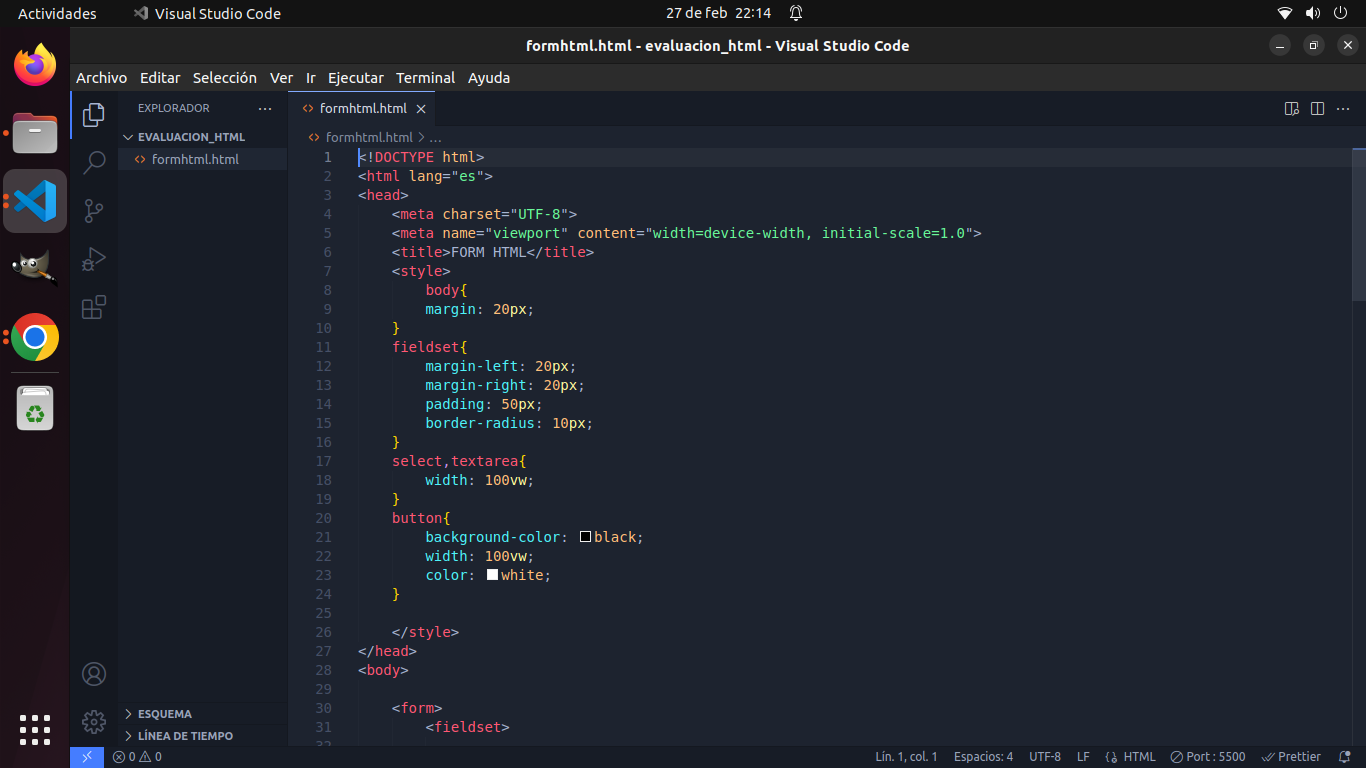 Actividades Visual Studio Code 27 de feb 22:14
formhtml.html - evaluacion_html - Visual Studio Code
Archivo Editar Selección Ver Ir Ejecutar Terminal Ayuda
EXPLORADOR ···
EVALUACION_HTML
formhtml.html
formhtml.html
formhtml.html > ...
1 <!DOCTYPE html>
2 <html lang="es">
3 <head>
4     <meta charset="UTF-8">
5     <meta name="viewport" content="width=device-width, initial-scale=1.0">
6     <title>FORM HTML</title>
7     <style>
8         body{
9         margin: 20px;
10     }
11     fieldset{
12         margin-left: 20px;
13         margin-right: 20px;
14         padding: 50px;
15         border-radius: 10px;
16     }
17     select,textarea{
18         width: 100vw;
19     }
20     button{
21         background-color: black;
22         width: 100vw;
23         color: white;
24     }
25
26     </style>
27 </head>
28 <body>
29
30     <form>
31         <fieldset>
32
ESQUEMA
LÍNEA DE TIEMPO
0 0 Lín. 1, col. 1 Espacios: 4 UTF-8 LF HTML Port : 5500 Prettier